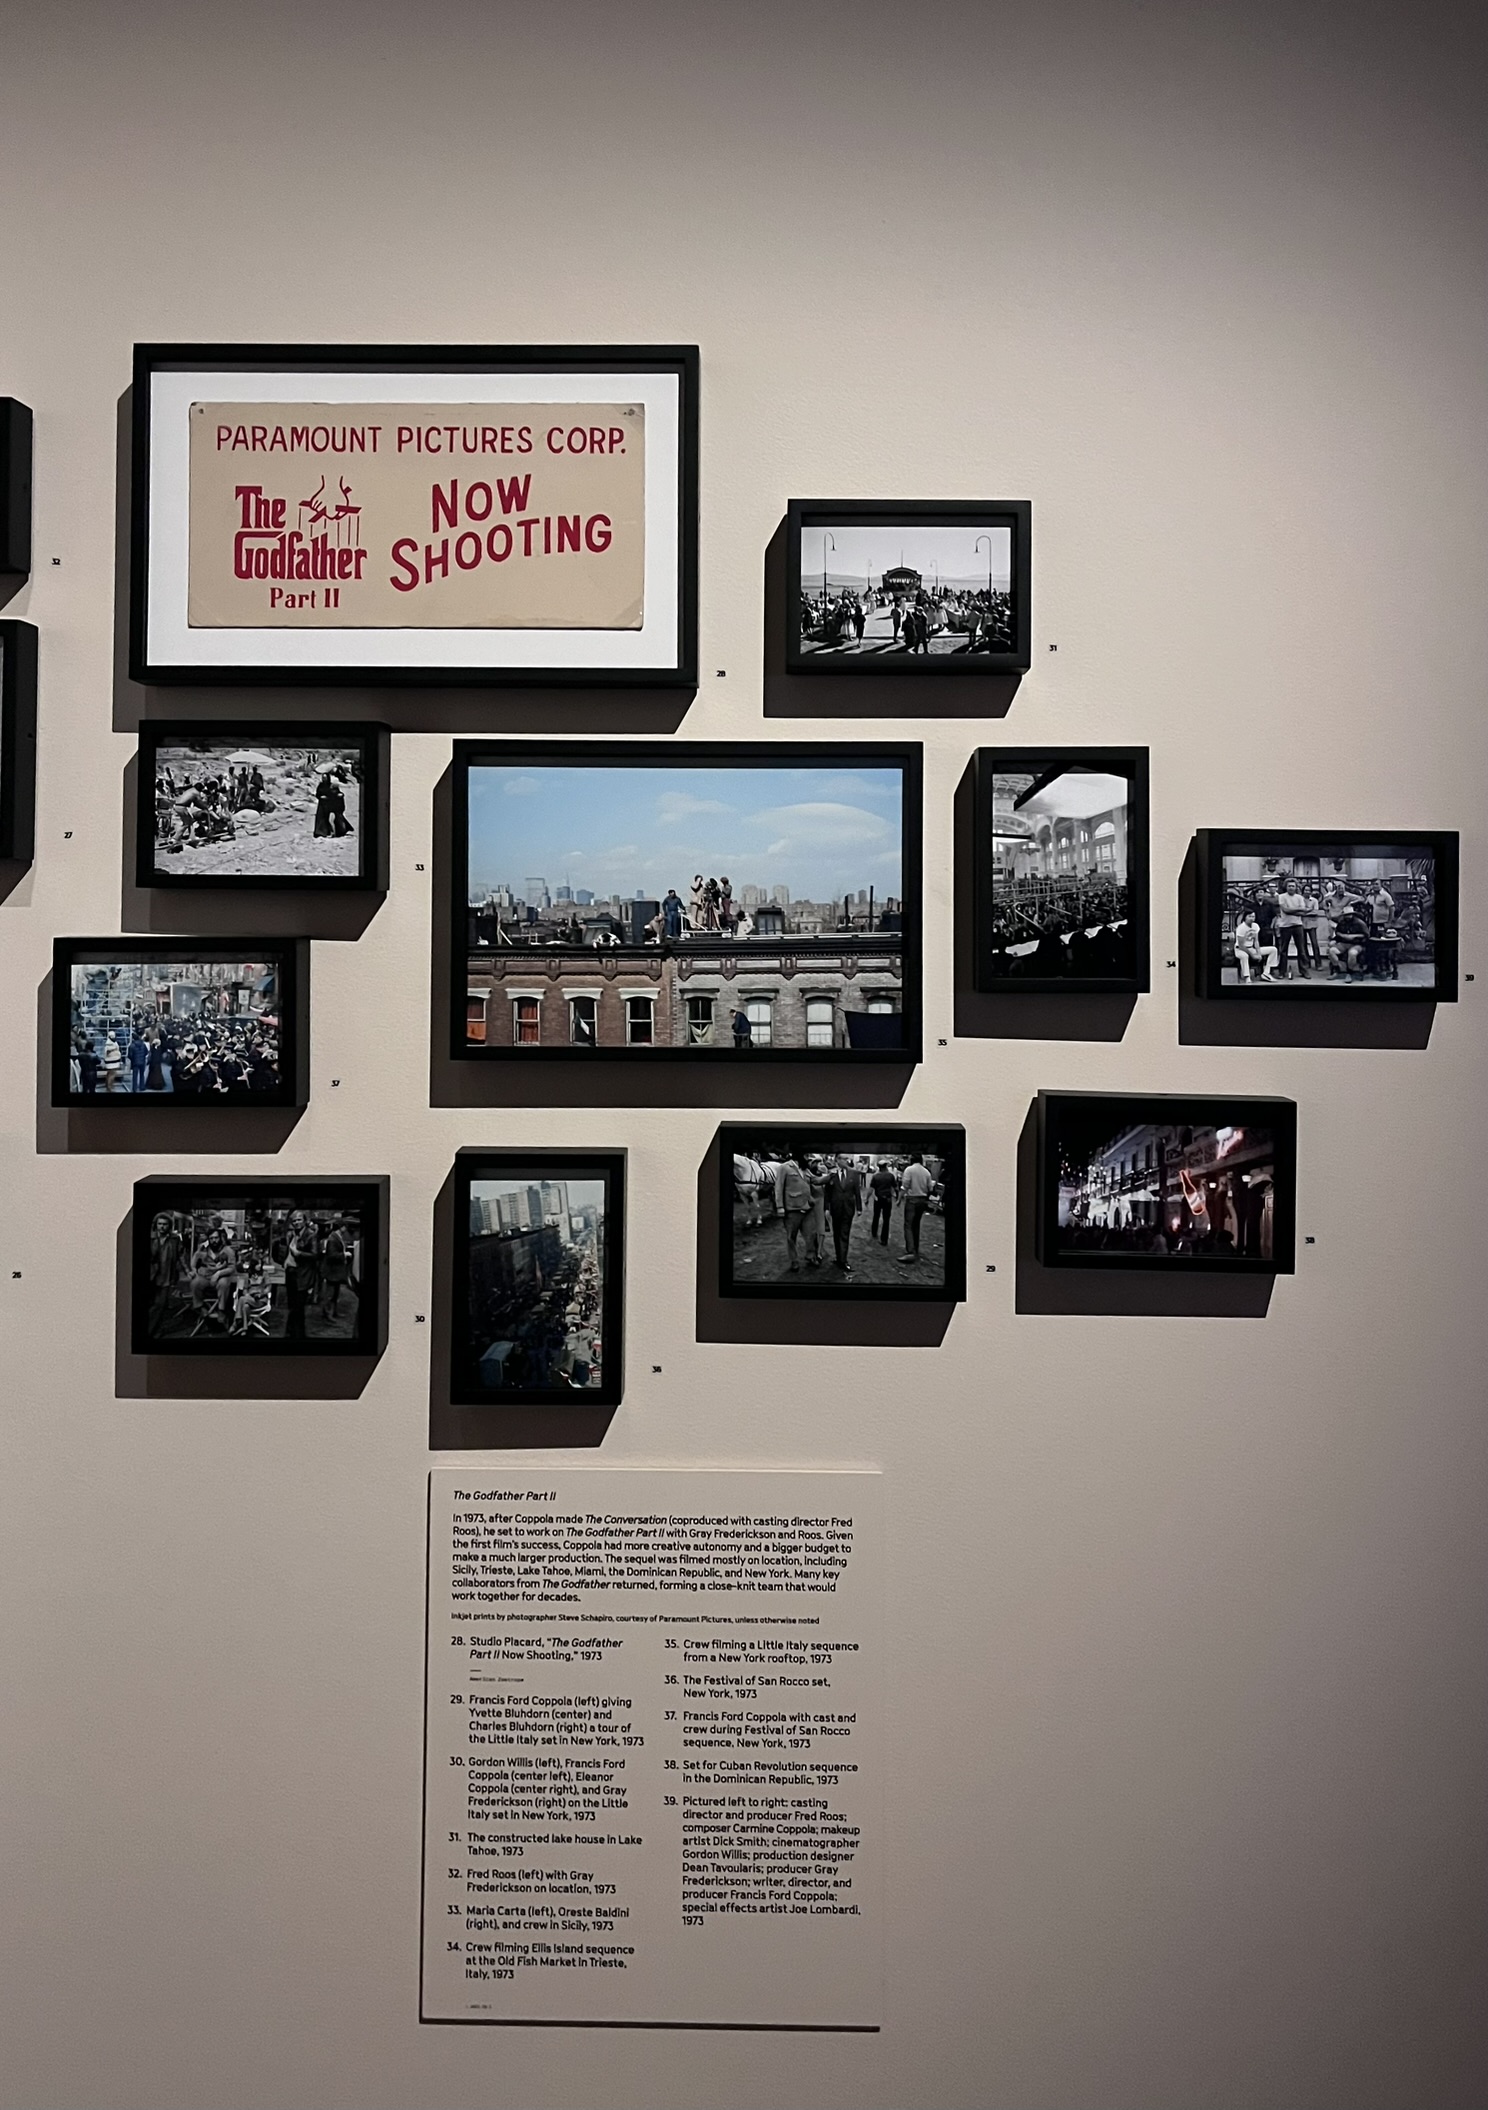 PARAMOUNT PICTURES CORP.
The
Godfather
Part II
NOW
SHOOTING
32
28
31
27
33
34
39
37
35
26
30
36
29
38
The Godfather Part II
In 1973, after Coppola made The Conversation (coproduced with casting director Fred
Roos), he set to work on The Godfather Part II with Gray Frederickson and Roos. Given
the first film's success, Coppola had more creative autonomy and a bigger budget to
make a much larger production. The sequel was filmed mostly on location, including
Sicily, Trieste, Lake Tahoe, Miami, the Dominican Republic, and New York. Many key
collaborators from The Godfather returned, forming a close-knit team that would
work together for decades.
Inkjet prints by photographer Steve Schapiro, courtesy of Paramount Pictures, unless otherwise noted
28. Studio Placard, "The Godfather
Part II Now Shooting," 1973
29. Francis Ford Coppola (left) giving
Yvette Bluhdorn (center) and
Charles Bluhdorn (right) a tour of
the Little Italy set in New York, 1973
30. Gordon Willis (left), Francis Ford
Coppola (center left), Eleanor
Coppola (center right), and Gray
Frederickson (right) on the Little
Italy set in New York, 1973
31. The constructed lake house in Lake
Tahoe, 1973
32. Fred Roos (left) with Gray
Frederickson on location, 1973
33. Maria Carta (left), Oreste Baldini
(right), and crew in Sicily, 1973
34. Crew filming Ellis Island sequence
at the Old Fish Market in Trieste,
Italy, 1973
35. Crew filming a Little Italy sequence
from a New York rooftop, 1973
36. The Festival of San Rocco set,
New York, 1973
37. Francis Ford Coppola with cast and
crew during Festival of San Rocco
sequence, New York, 1973
38. Set for Cuban Revolution sequence
in the Dominican Republic, 1973
39. Pictured left to right: casting
director and producer Fred Roos;
composer Carmine Coppola; makeup
artist Dick Smith; cinematographer
Gordon Willis; production designer
Dean Tavoularis; producer Gray
Frederickson; writer, director, and
producer Francis Ford Coppola;
special effects artist Joe Lombardi,
1973